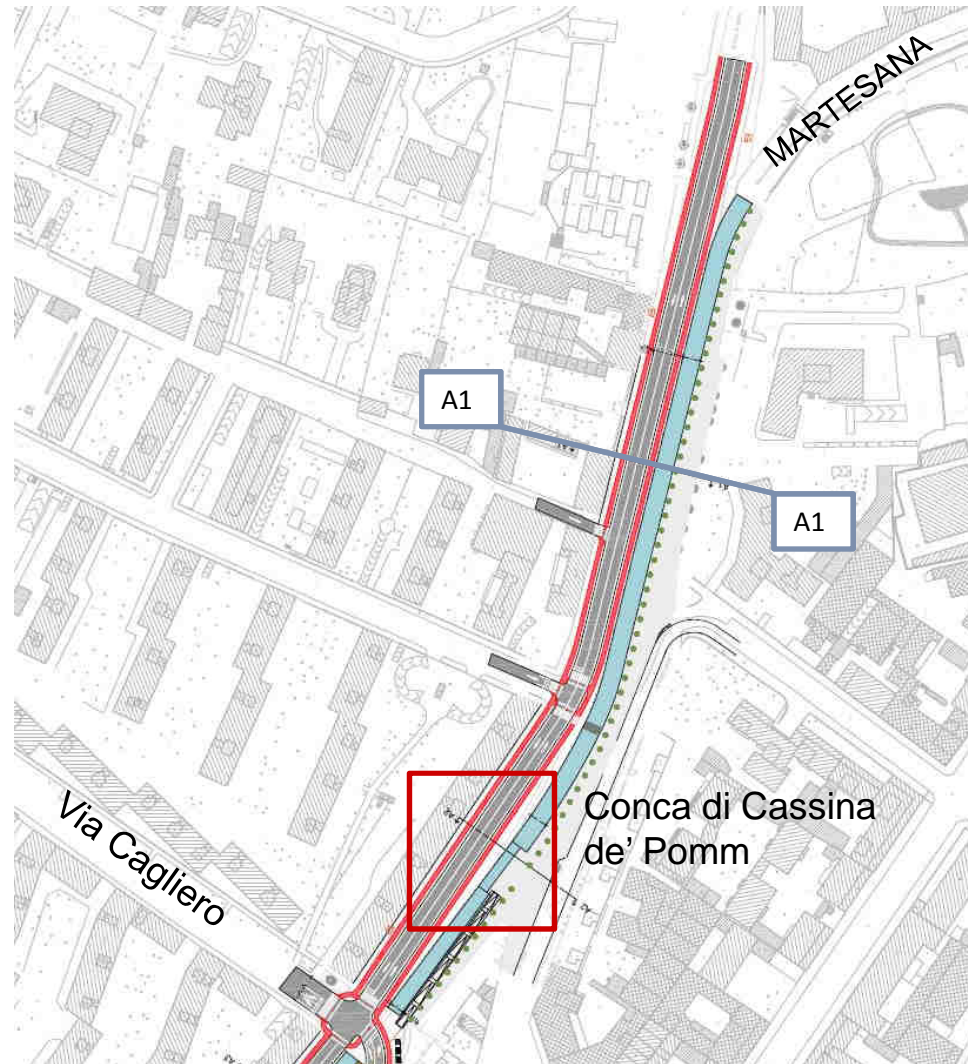 MARTESANA
A1
A1
Conca di Cassina
de' Pomm
Via Cagliero